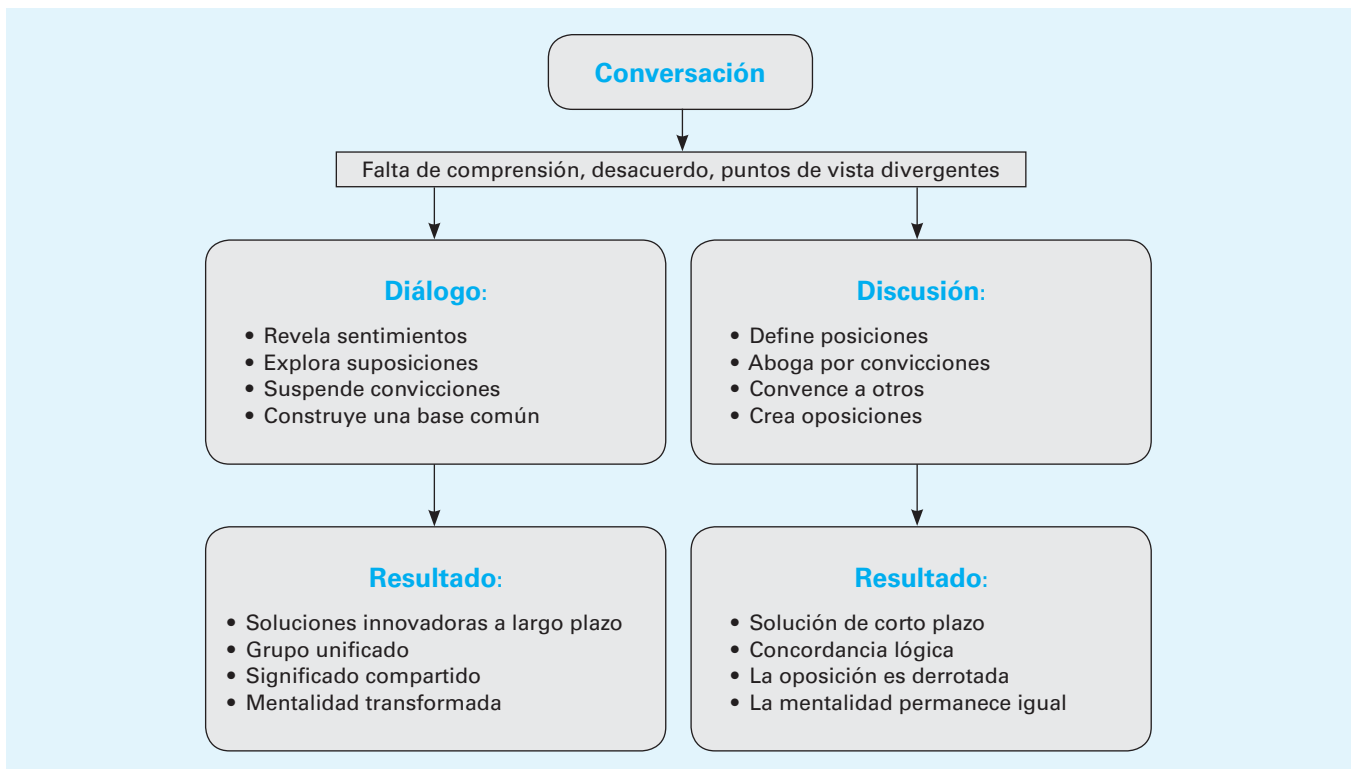 Conversación
Falta de comprensión, desacuerdo, puntos de vista divergentes
Diálogo:
• Revela sentimientos
• Explora suposiciones
• Suspende convicciones
• Construye una base común
Discusión:
• Define posiciones
• Aboga por convicciones
• Convence a otros
• Crea oposiciones
Resultado:
• Soluciones innovadoras a largo plazo
• Grupo unificado
• Significado compartido
• Mentalidad transformada
Resultado:
• Solución de corto plazo
• Concordancia lógica
• La oposición es derrotada
• La mentalidad permanece igual